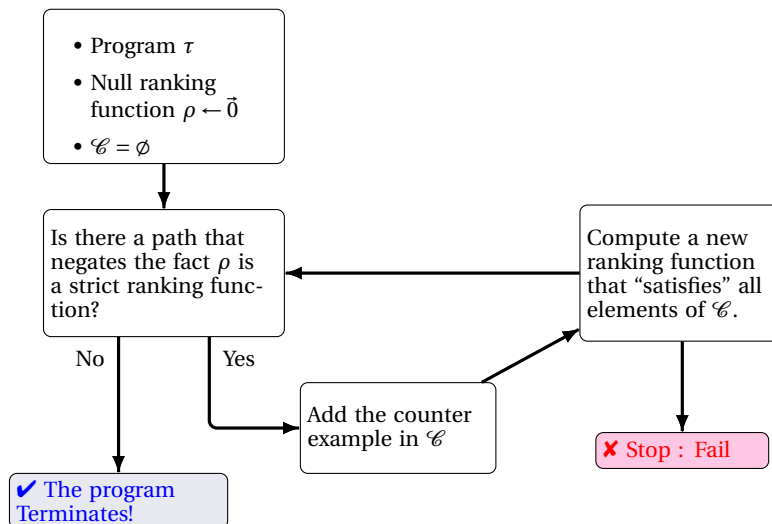 • Program τ
• Null ranking
function ρ ← 0⃗
• 𝒞 = ∅
Is there a path that
negates the fact ρ is
a strict ranking func-
tion?
No
Yes
Add the counter
example in 𝒞
Compute a new
ranking function
that “satisfies” all
elements of 𝒞.
✘ Stop : Fail
✔ The program
Terminates!